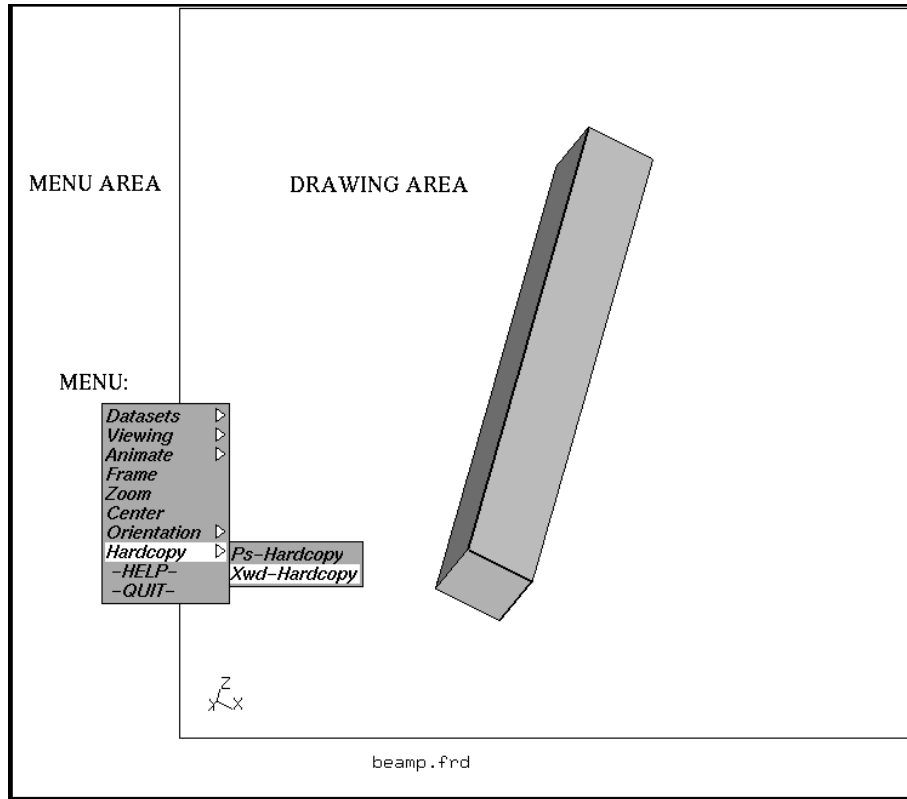 MENU AREA
DRAWING AREA
MENU:
Datasets
Viewing
Animate
Frame
Zoom
Center
Orientation
Hardcopy
Ps-Hardcopy
-HELP-
Xwd-Hardcopy
-QUIT-
Z
Y
X
beamp.frd